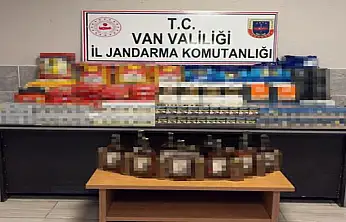 T.C.
VAN VALİLİĞİ
İL JANDARMA KOMUTANLIĞI